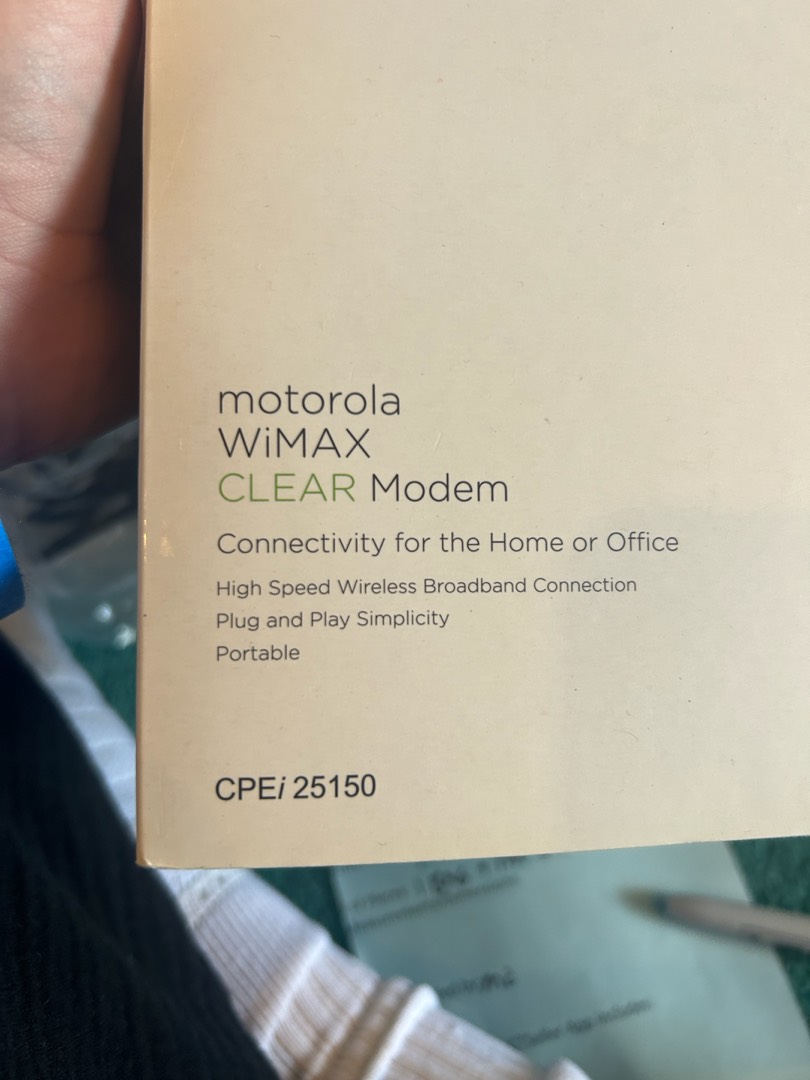 motorola
WiMAX
CLEAR Modem
Connectivity for the Home or Office
High Speed Wireless Broadband Connection
Plug and Play Simplicity
Portable
CPEi 25150